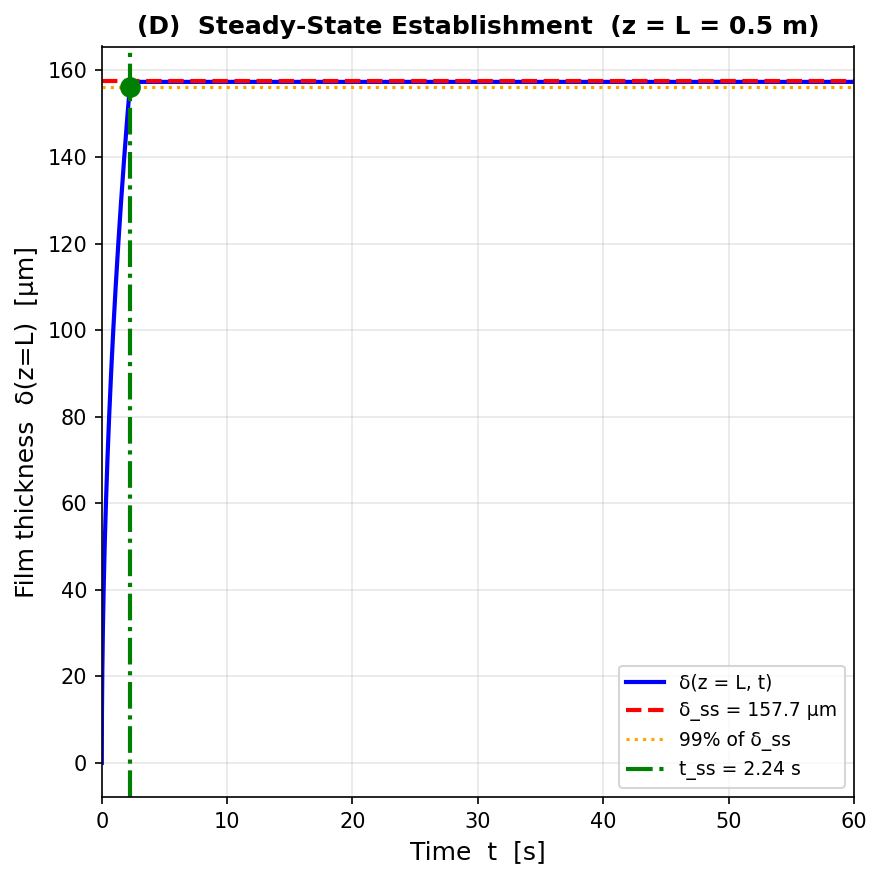 (D)  Steady-State Establishment  (z = L = 0.5 m)
160
140
120
100
80
60
40
20
0
Film thickness  δ(z=L)  [µm]
δ(z = L, t)
δ_ss = 157.7 µm
99% of δ_ss
t_ss = 2.24 s
0 10 20 30 40 50 60
Time  t  [s]